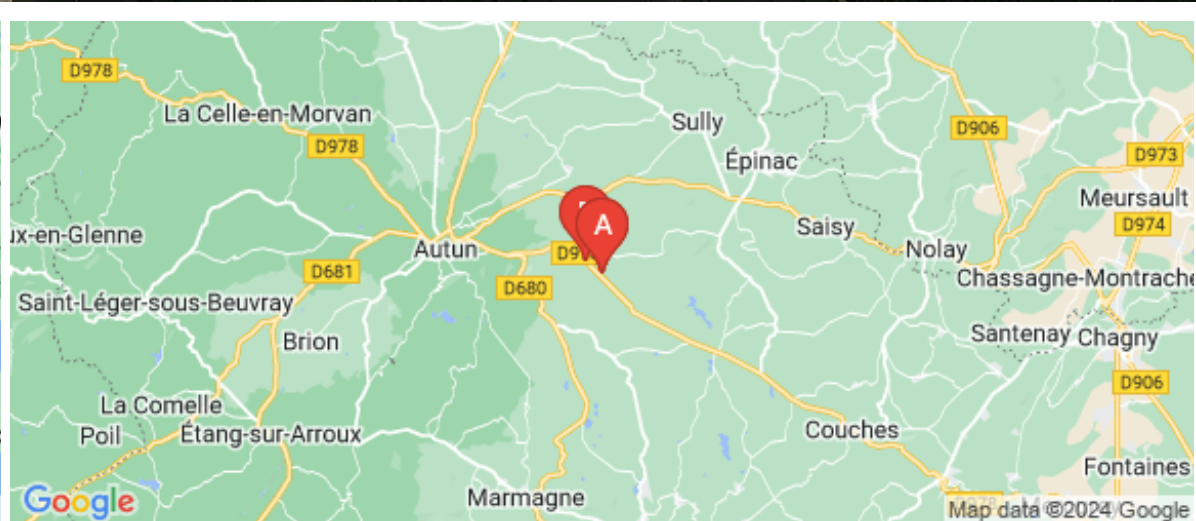 D978
La Celle-en-Morvan
D978
Sully
D906
Épinac
D973
Meursault
ux-en-Glenne
Autun
A
Saisy
D974
Nolay
D681
D680
Chassagne-Montrache
Saint-Léger-sous-Beuvray
Brion
Santenay
Chagny
D906
La Comelle
Poil
Étang-sur-Arroux
Couches
Fontaines
Marmagne
Google
Map data ©2024 Google